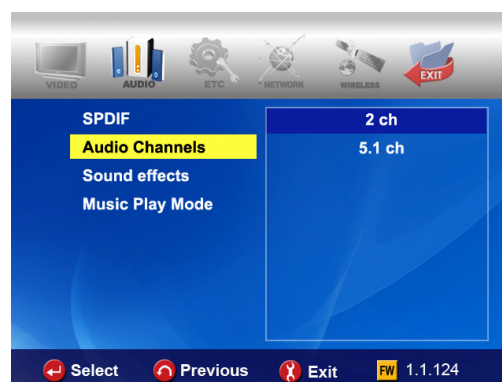 VIDEO AUDIO ETC NETWORK WIRELESS EXIT
SPDIF 2 ch
Audio Channels 5.1 ch
Sound effects
Music Play Mode
Select Previous Exit FW 1.1.124